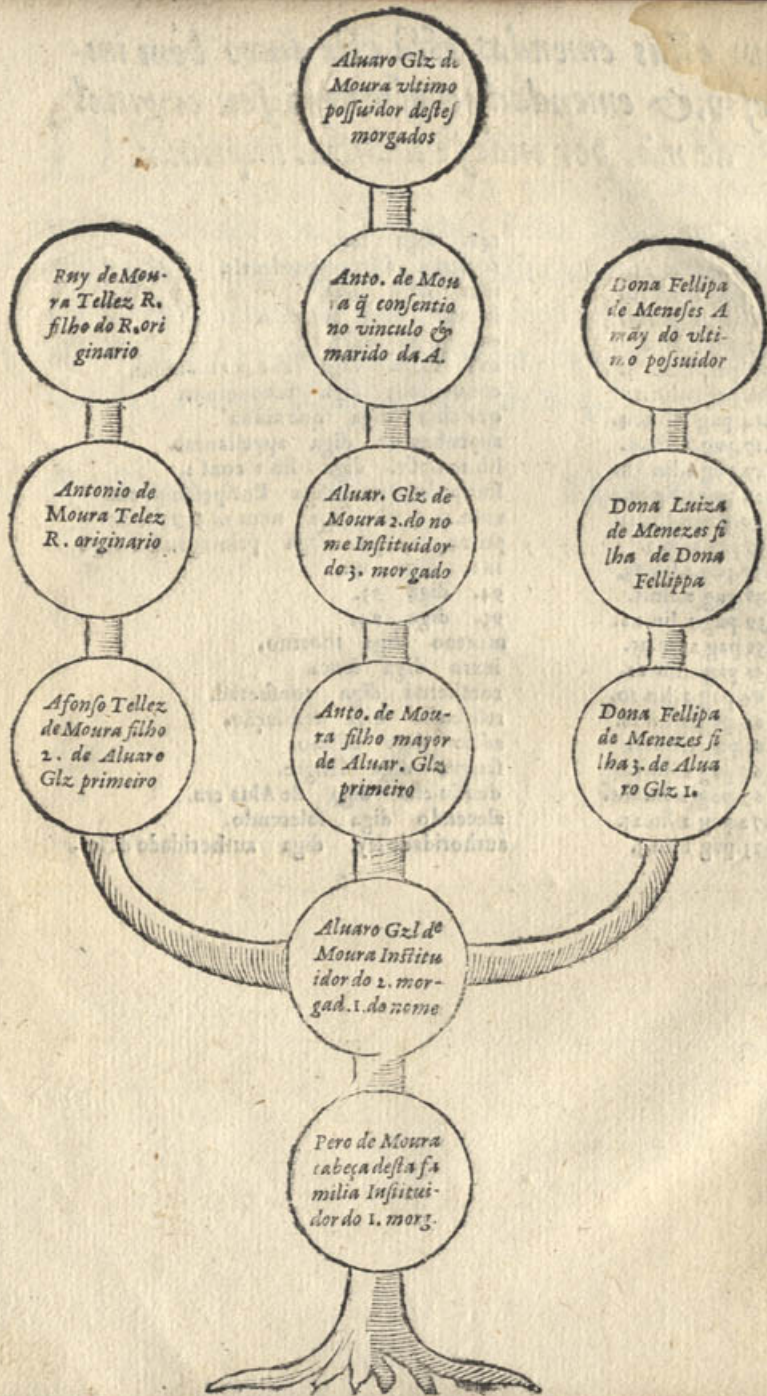 Aluaro Glz de
Moura vltimo
poſſuidor deſteſ
morgados
Ruy de Mou-
ra Tellez R.
filho do R.ori
ginario
Anto. de Mou
ra q̃ conſentio
no vinculo &
marido da A.
Dona Fellipa
de Meneſes A
mãy do vlti-
mo poſsuidor
Antonio de
Moura Telez
R. originario
Aluar. Glz de
Moura 2.do no
me Inſtituidor
do 3. morgado
Dona Luiza
de Menezes fi
lha de Dona
Fellippa
Afonſo Tellez
de Moura filho
2. de Aluaro
Glz primeiro
Anto. de Mou-
ra filho mayor
de Aluar. Glz
primeiro
Dona Fellipa
de Menezes fi
lha 3. de Alua
ro Glz 1.
Aluaro Gzl de
Moura Inſtitu
idor do 2. mor-
gad.1.do nome
Pero de Moura
cabeça deſta fa
milia Inſtitui-
dor do 1. morg.